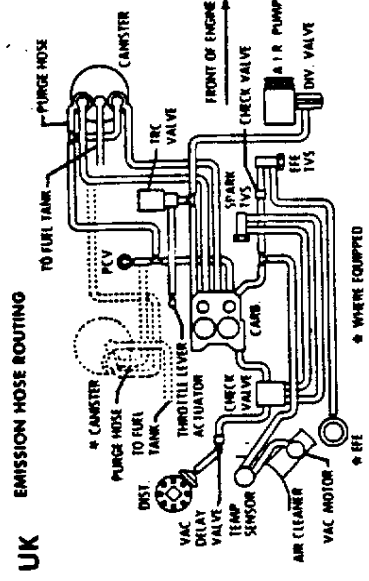 UK
EMISSION HOSE ROUTING
PURGE HOSE
CANISTER
TO FUEL TANK
TRC
VALVE
PCV
FRONT OF ENGINE
CHECK VALVE
A I R PUMP
DIV. VALVE
SPARK
TVS
EFE
TVS
* CANISTER
PURGE HOSE
TO FUEL
TANK
THROTTLE LEVER
ACTUATOR
CARB.
CHECK
VALVE
DIST.
VAC
DELAY
VALVE
TEMP
SENSOR
AIR CLEANER
VAC MOTOR
* EFE
* WHERE EQUIPPED